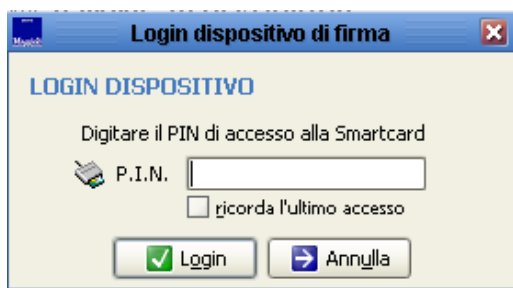 Login dispositivo di firma
LOGIN DISPOSITIVO
Digitare il PIN di accesso alla Smartcard
P.I.N.
ricorda l'ultimo accesso
Login
Annulla